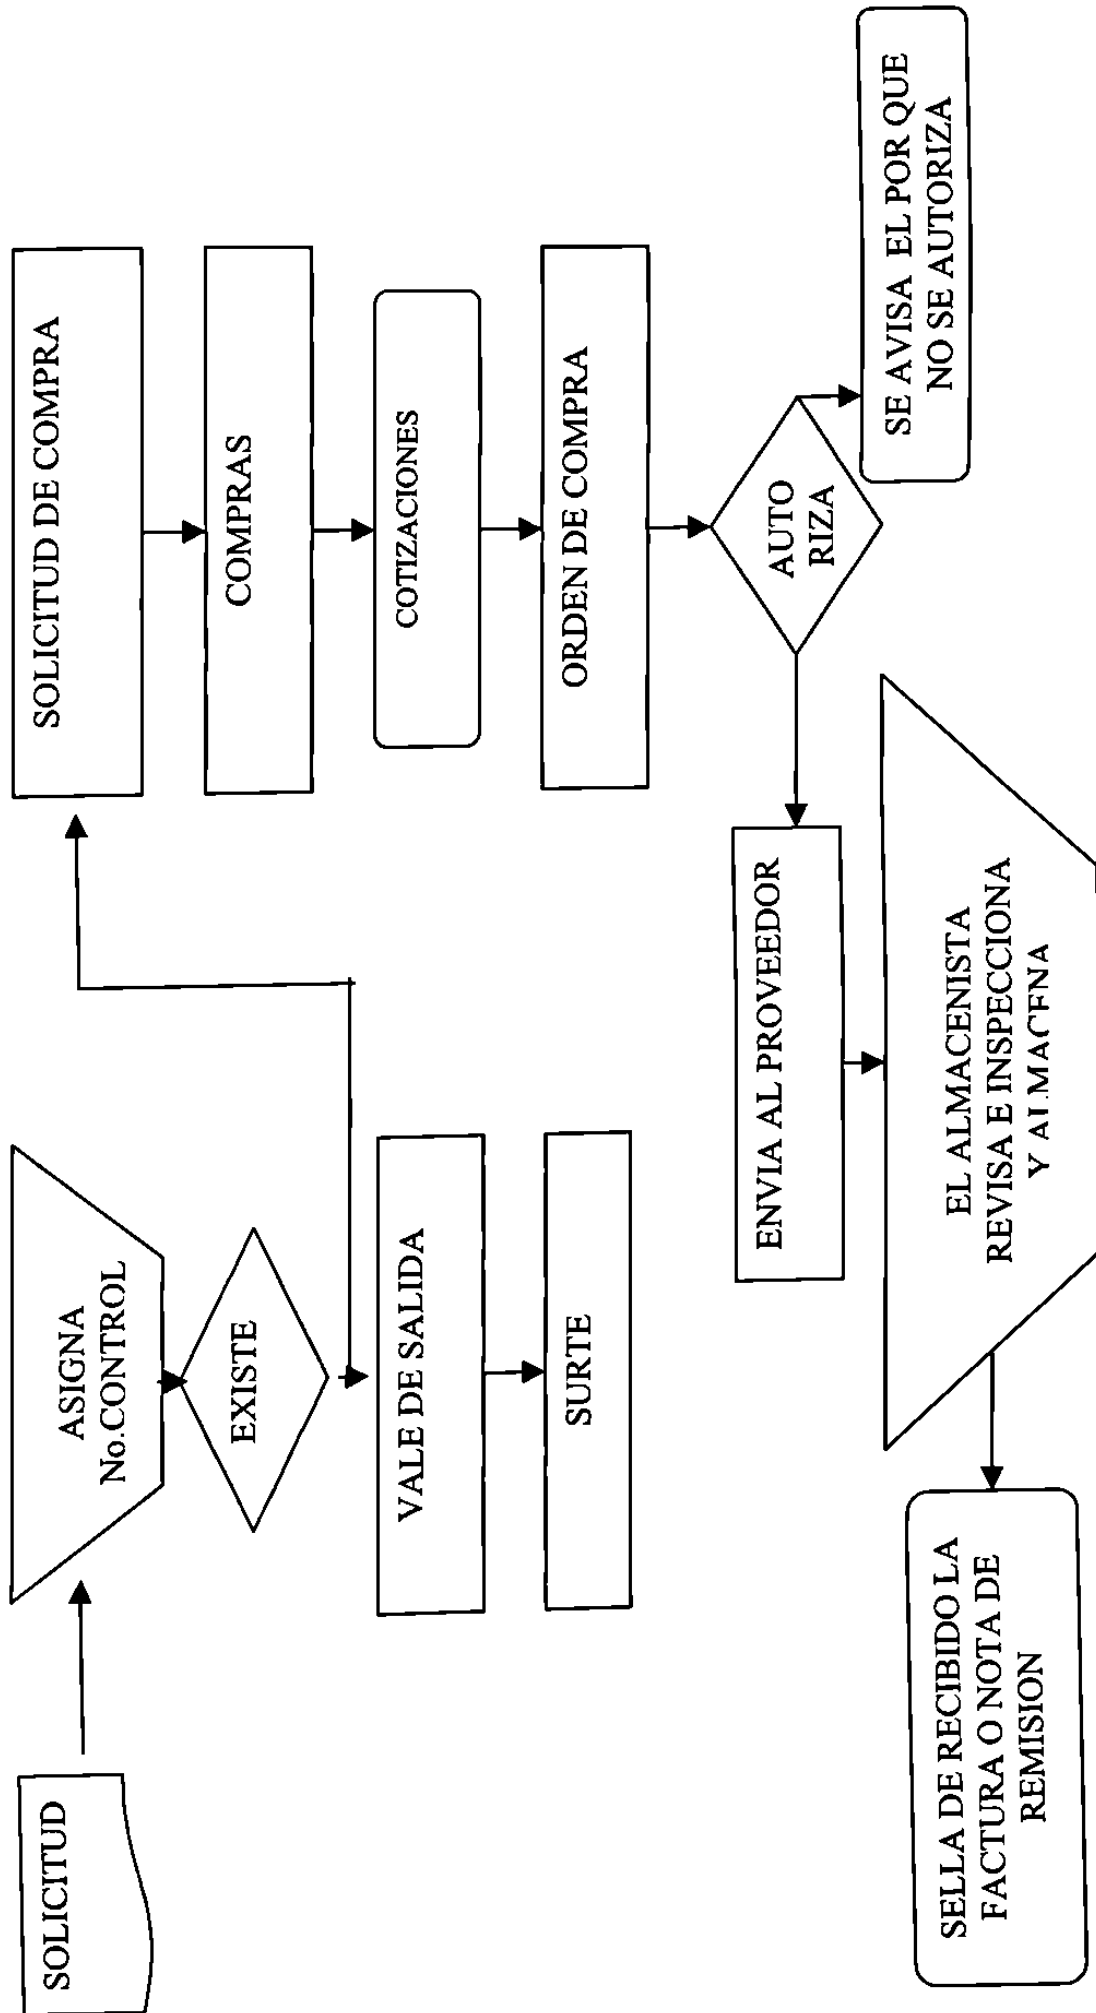 SOLICITUD
ASIGNA
No.CONTROL
EXISTE
VALE DE SALIDA
SURTE
SOLICITUD DE COMPRA
COMPRAS
COTIZACIONES
ORDEN DE COMPRA
AUTO
RIZA
SE AVISA EL POR QUE
NO SE AUTORIZA
ENVIA AL PROVEEDOR
EL ALMACENISTA
REVISA E INSPECCIONA
Y ALMACENA
SELLA DE RECIBIDO LA
FACTURA O NOTA DE
REMISION